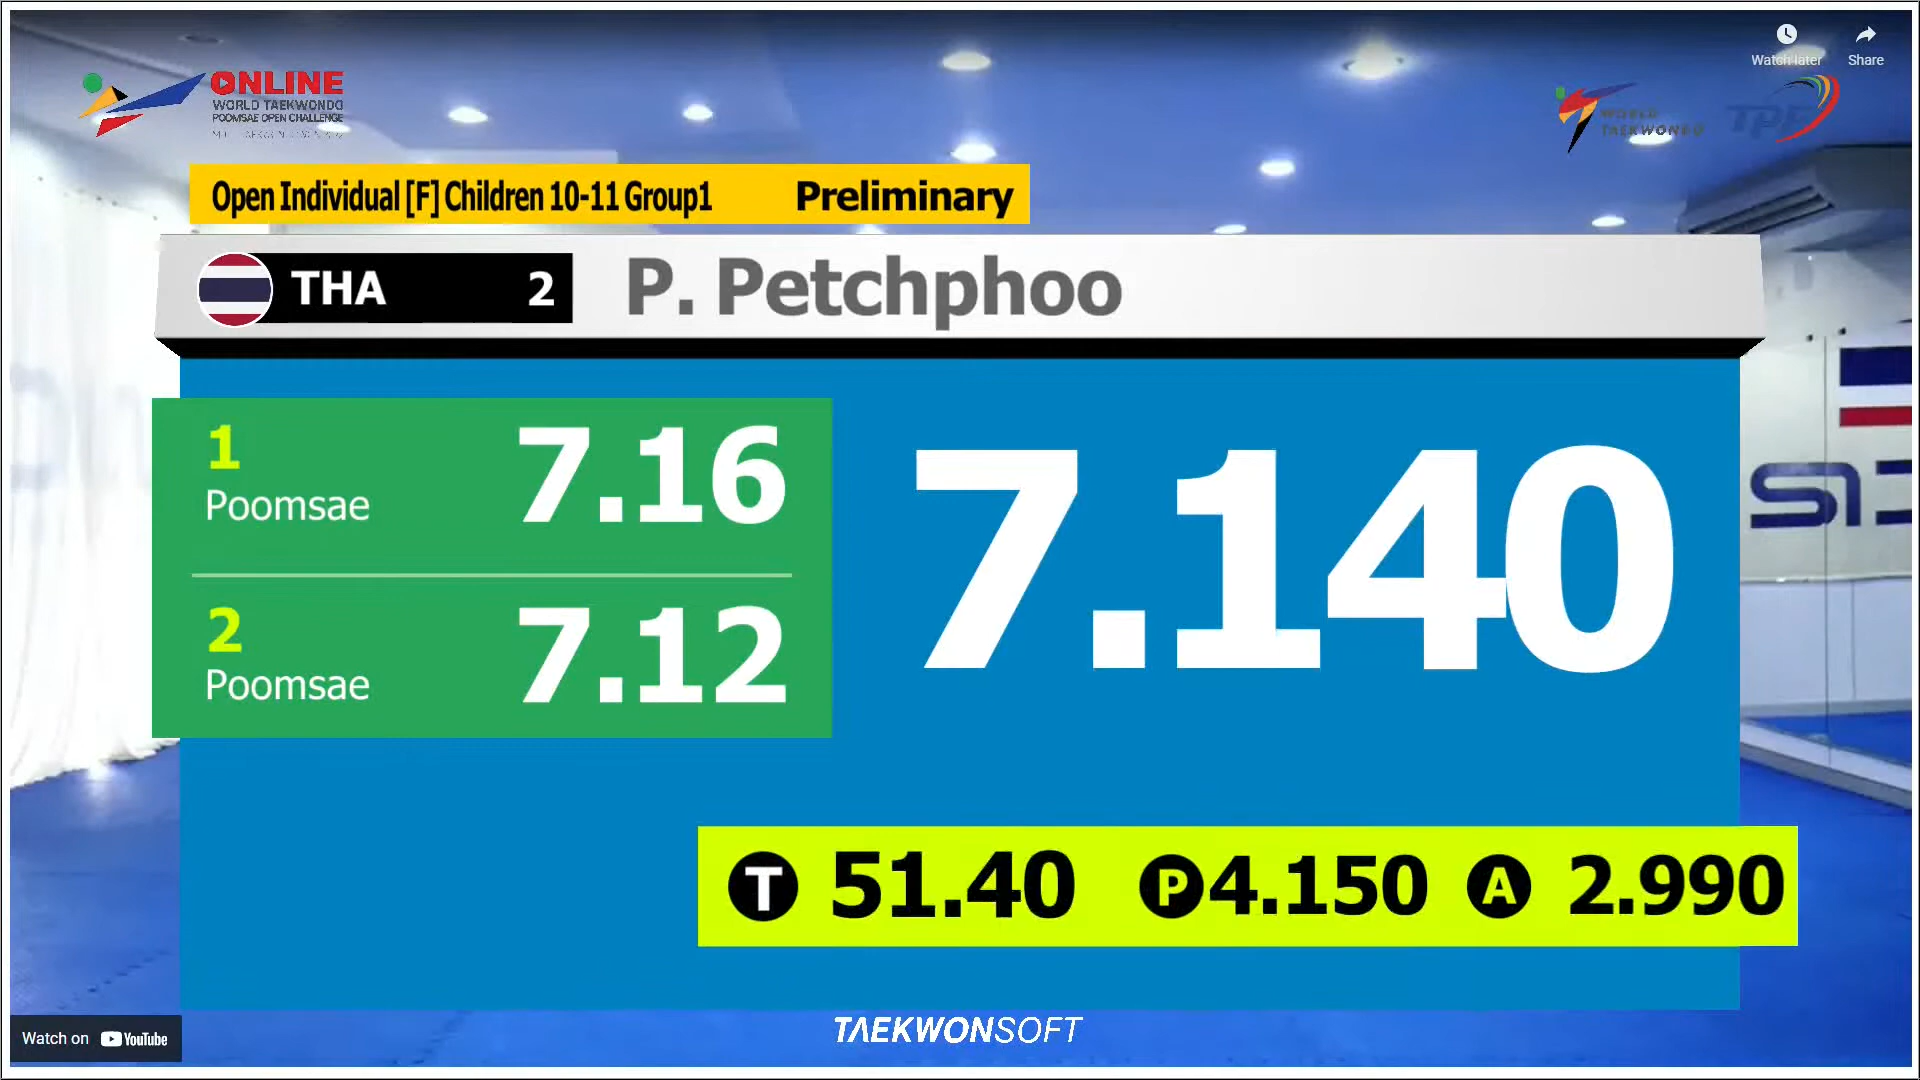 Watch later
Share
ONLINE
WORLD TAEKWONDO
POOMSAE OPEN CHALLENGE
WORLD
TAEKWONDO
Open Individual [F] Children 10-11 Group1 Preliminary
THA 2 P. Petchphoo
1
Poomsae 7.16
7.140
2
Poomsae 7.12
T 51.40 P 4.150 A 2.990
TAEKWONSOFT
Watch on YouTube